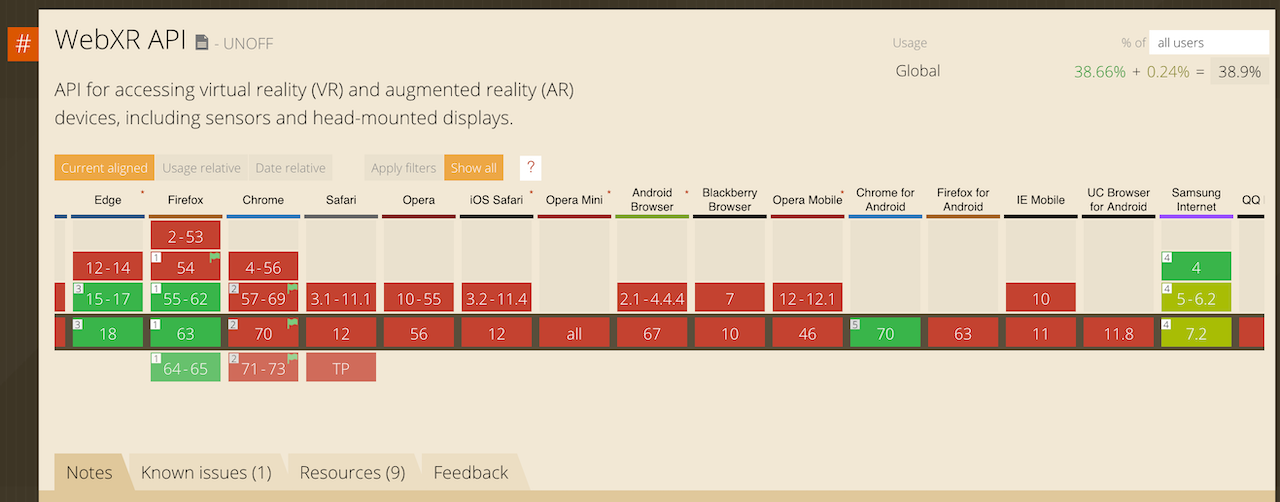 #
WebXR API - UNOFF
Usage % of all users
Global 38.66% + 0.24% = 38.9%
API for accessing virtual reality (VR) and augmented reality (AR)
devices, including sensors and head-mounted displays.
Current aligned Usage relative Date relative Apply filters Show all ?
Edge * Firefox Chrome Safari Opera iOS Safari * Opera Mini * Android Browser * Blackberry Browser Opera Mobile * Chrome for Android Firefox for Android IE Mobile UC Browser for Android Samsung Internet QQ
2-53
12-14 1 54 4-56 4 4
3 15-17 1 55-62 2 57-69 3.1-11.1 10-55 3.2-11.4 2.1-4.4.4 7 12-12.1 10 4 5-6.2
3 18 1 63 2 70 12 56 12 all 67 10 46 5 70 63 11 11.8 4 7.2
1 64-65 2 71-73 TP
Notes Known issues (1) Resources (9) Feedback